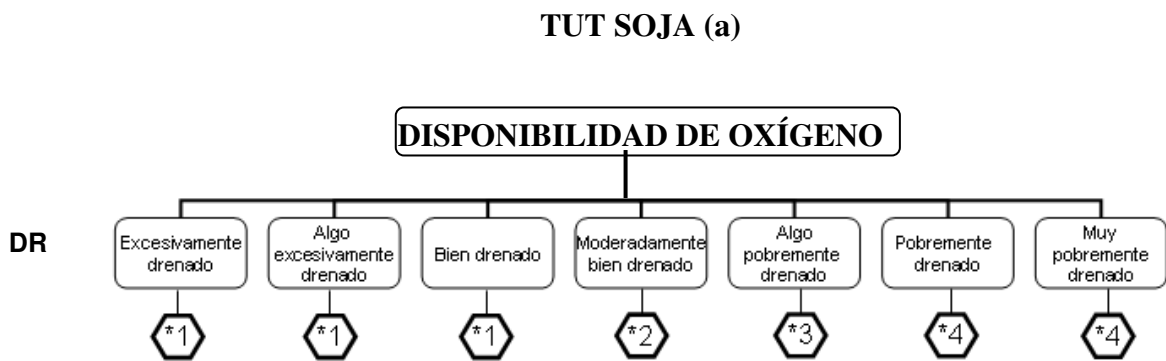 TUT SOJA (a)
DISPONIBILIDAD DE OXÍGENO
DR
Excesivamente
drenado
Algo
excesivamente
drenado
Bien drenado
Moderadamente
bien drenado
Algo
pobremente
drenado
Pobremente
drenado
Muy
pobremente
drenado
*1
*1
*1
*2
*3
*4
*4